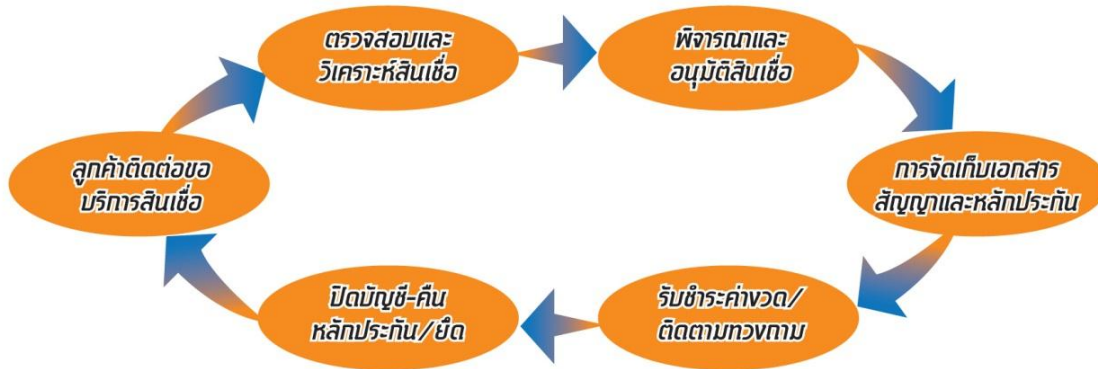 ตรวจสอบและ
วิเคราะห์สินเชื่อ
พิจารณาและ
อนุมัติสินเชื่อ
การจัดเก็บเอกสาร
สัญญาและหลักประกัน
รับชำระค่างวด/
ติดตามทวงถาม
ปิดบัญชี-คืน
หลักประกัน/ยึด
ลูกค้าติดต่อขอ
บริการสินเชื่อ